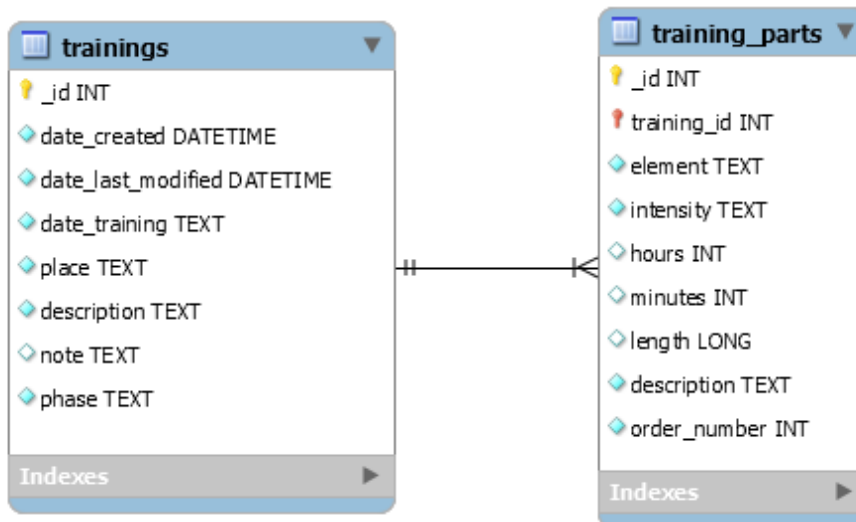 trainings
_id INT
date_created DATETIME
date_last_modified DATETIME
date_training TEXT
place TEXT
description TEXT
note TEXT
phase TEXT
Indexes
training_parts
_id INT
training_id INT
element TEXT
intensity TEXT
hours INT
minutes INT
length LONG
description TEXT
order_number INT
Indexes